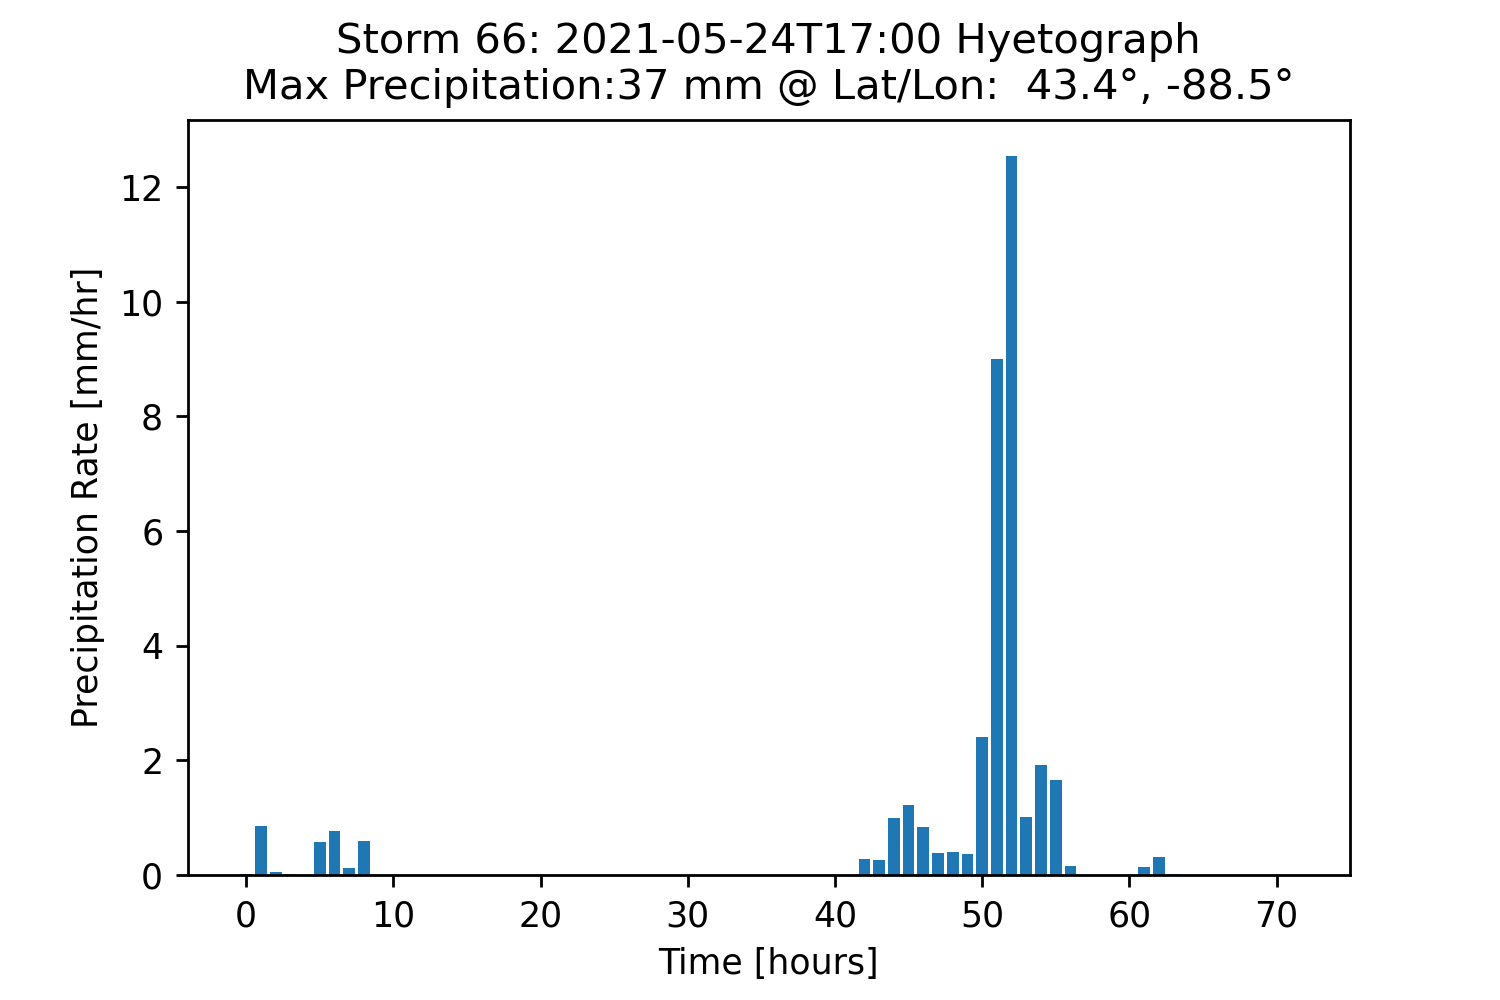 Storm 66: 2021-05-24T17:00 Hyetograph
Max Precipitation:37 mm @ Lat/Lon:  43.4°, -88.5°
Precipitation Rate [mm/hr]
12
10
8
6
4
2
0
0 10 20 30 40 50 60 70
Time [hours]